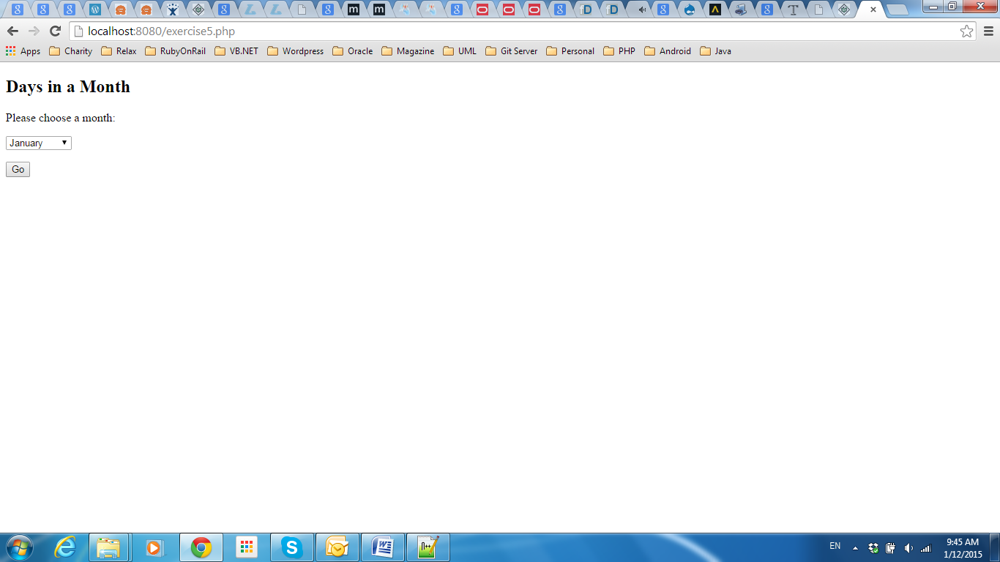 localhost:8080/exercise5.php
Apps Charity Relax RubyOnRail VB.NET Wordpress Oracle Magazine UML Git Server Personal PHP Android Java
Days in a Month
Please choose a month:
January
Go
EN
9:45 AM
1/12/2015